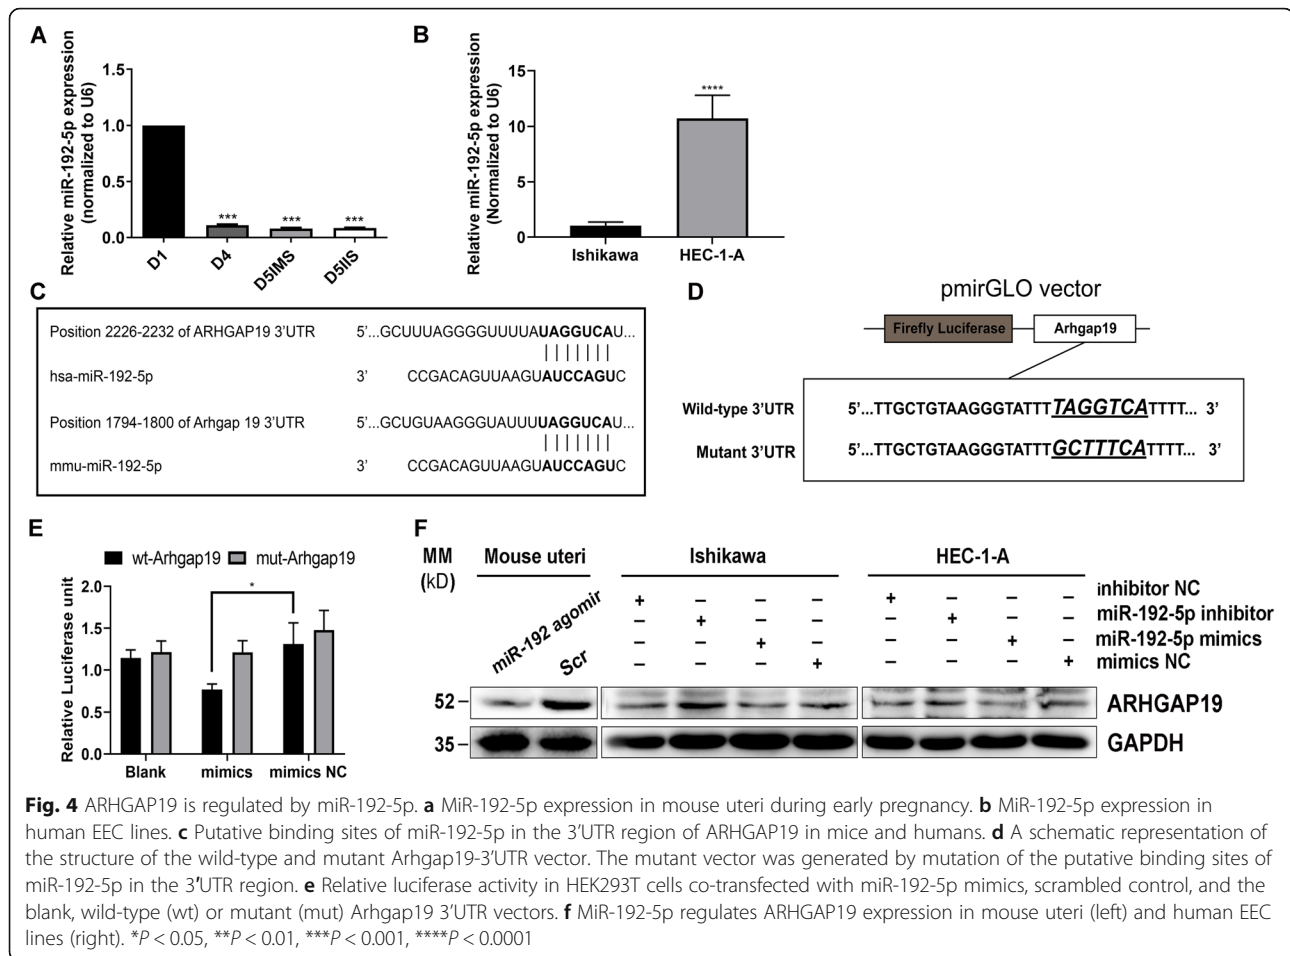 A
Relative miR-192-5p expression
(normalized to U6)
1.5
1.0
0.5
0.0
***
***
***
D1
D4
D5IMS
D5IIS
B
Relative miR-192-5p expression
(Normalized to U6)
15
10
5
0
****
Ishikawa
HEC-1-A
C
Position 2226-2232 of ARHGAP19 3'UTR 5'...GCUUUAGGGGUUUUAUAGGUCAU...
hsa-miR-192-5p 3' CCGACAGUUAAGUAUCCAGUC
Position 1794-1800 of Arhgap 19 3'UTR 5'...GCUGUAAGGGUAUUUUAGGUCAU...
mmu-miR-192-5p 3' CCGACAGUUAAGUAUCCAGUC
D
pmirGLO vector
Firefly Luciferase
Arhgap19
Wild-type 3'UTR 5'...TTGCTGTAAGGGTATTTTAGGTCATTTT... 3'
Mutant 3'UTR 5'...TTGCTGTAAGGGTATTTGCTTTCATTTT... 3'
E
wt-Arhgap19
mut-Arhgap19
Relative Luciferase unit
2.0
1.5
1.0
0.5
0.0
*
Blank
mimics
mimics NC
F
MM
(kD)
Mouse uteri
Ishikawa
HEC-1-A
miR-192 agomir
Scr
+ – – – + – – – inhibitor NC
– + – – – + – – miR-192-5p inhibitor
– – + – – – + – miR-192-5p mimics
– – – + – – – + mimics NC
52
ARHGAP19
35
GAPDH
Fig. 4 ARHGAP19 is regulated by miR-192-5p. a MiR-192-5p expression in mouse uteri during early pregnancy. b MiR-192-5p expression in
human EEC lines. c Putative binding sites of miR-192-5p in the 3'UTR region of ARHGAP19 in mice and humans. d A schematic representation of
the structure of the wild-type and mutant Arhgap19-3'UTR vector. The mutant vector was generated by mutation of the putative binding sites of
miR-192-5p in the 3'UTR region. e Relative luciferase activity in HEK293T cells co-transfected with miR-192-5p mimics, scrambled control, and the
blank, wild-type (wt) or mutant (mut) Arhgap19 3'UTR vectors. f MiR-192-5p regulates ARHGAP19 expression in mouse uteri (left) and human EEC
lines (right). *P < 0.05, **P < 0.01, ***P < 0.001, ****P < 0.0001